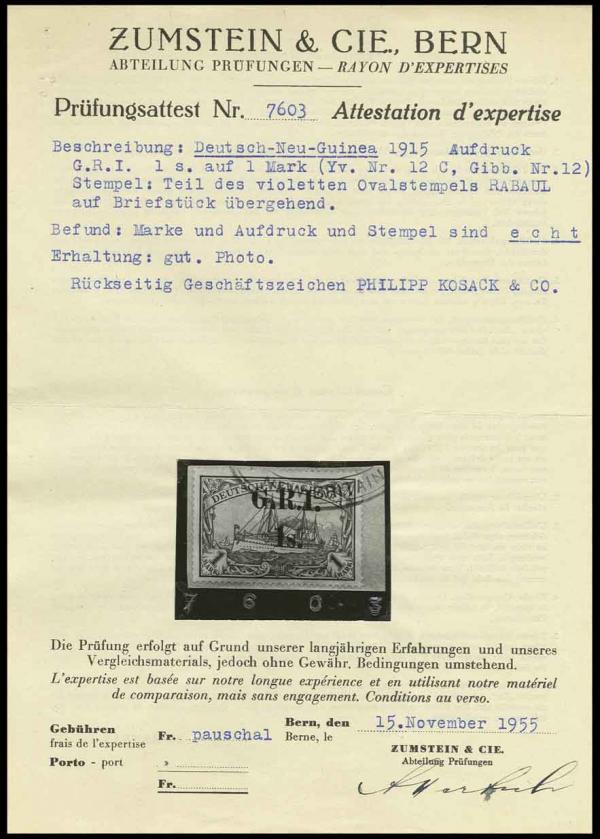 ZUMSTEIN & CIE., BERN
ABTEILUNG PRÜFUNGEN — RAYON D'EXPERTISES
Prüfungsattest Nr. 7603 Attestation d'expertise
Beschreibung: Deutsch-Neu-Guinea 1915 Aufdruck
G.R.I. 1 s. auf 1 Mark (Yv. Nr. 12 C, Gibb. Nr.12)
Stempel: Teil des violetten Ovalstempels RABAUL
auf Briefstück übergehend.
Befund: Marke und Aufdruck und Stempel sind e c h t
Erhaltung: gut. Photo.
Rückseitig Geschäftszeichen PHILIPP KOSACK & CO.
G.R.I.
1s.
7 6 0 3
Die Prüfung erfolgt auf Grund unserer langjährigen Erfahrungen und unseres
Vergleichsmaterials, jedoch ohne Gewähr. Bedingungen umstehend.
L'expertise est basée sur notre longue expérience et en utilisant notre matériel
de comparaison, mais sans engagement. Conditions au verso.
Gebühren Fr. pauschal Bern, den 15.November 1955
frais de l'expertise Berne, le
Porto - port » ZUMSTEIN & CIE.
Abteilung Prüfungen
Fr.